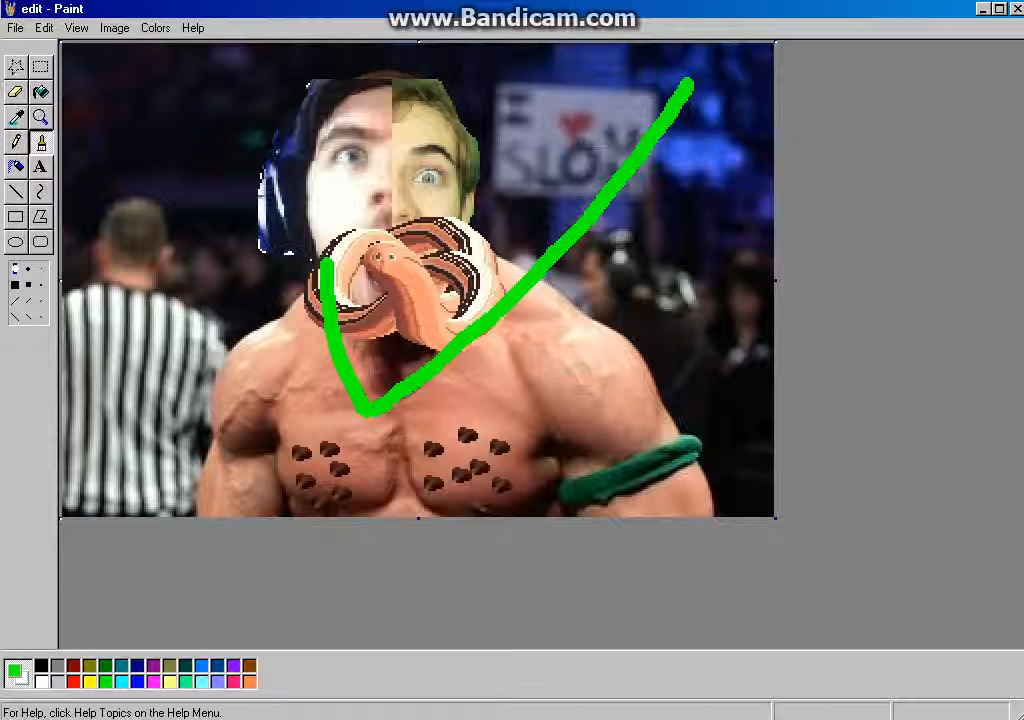 edit - Paint
www.Bandicam.com
File Edit View Image Colors Help
I ❤
SLO
A
For Help, click Help Topics on the Help Menu.